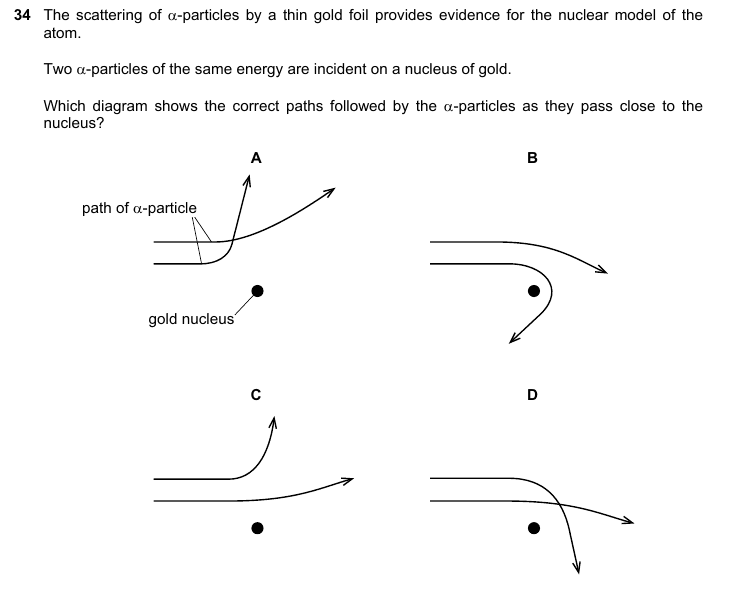 34 The scattering of α-particles by a thin gold foil provides evidence for the nuclear model of the
atom.
Two α-particles of the same energy are incident on a nucleus of gold.
Which diagram shows the correct paths followed by the α-particles as they pass close to the
nucleus?
A
B
path of α-particle
gold nucleus
C
D